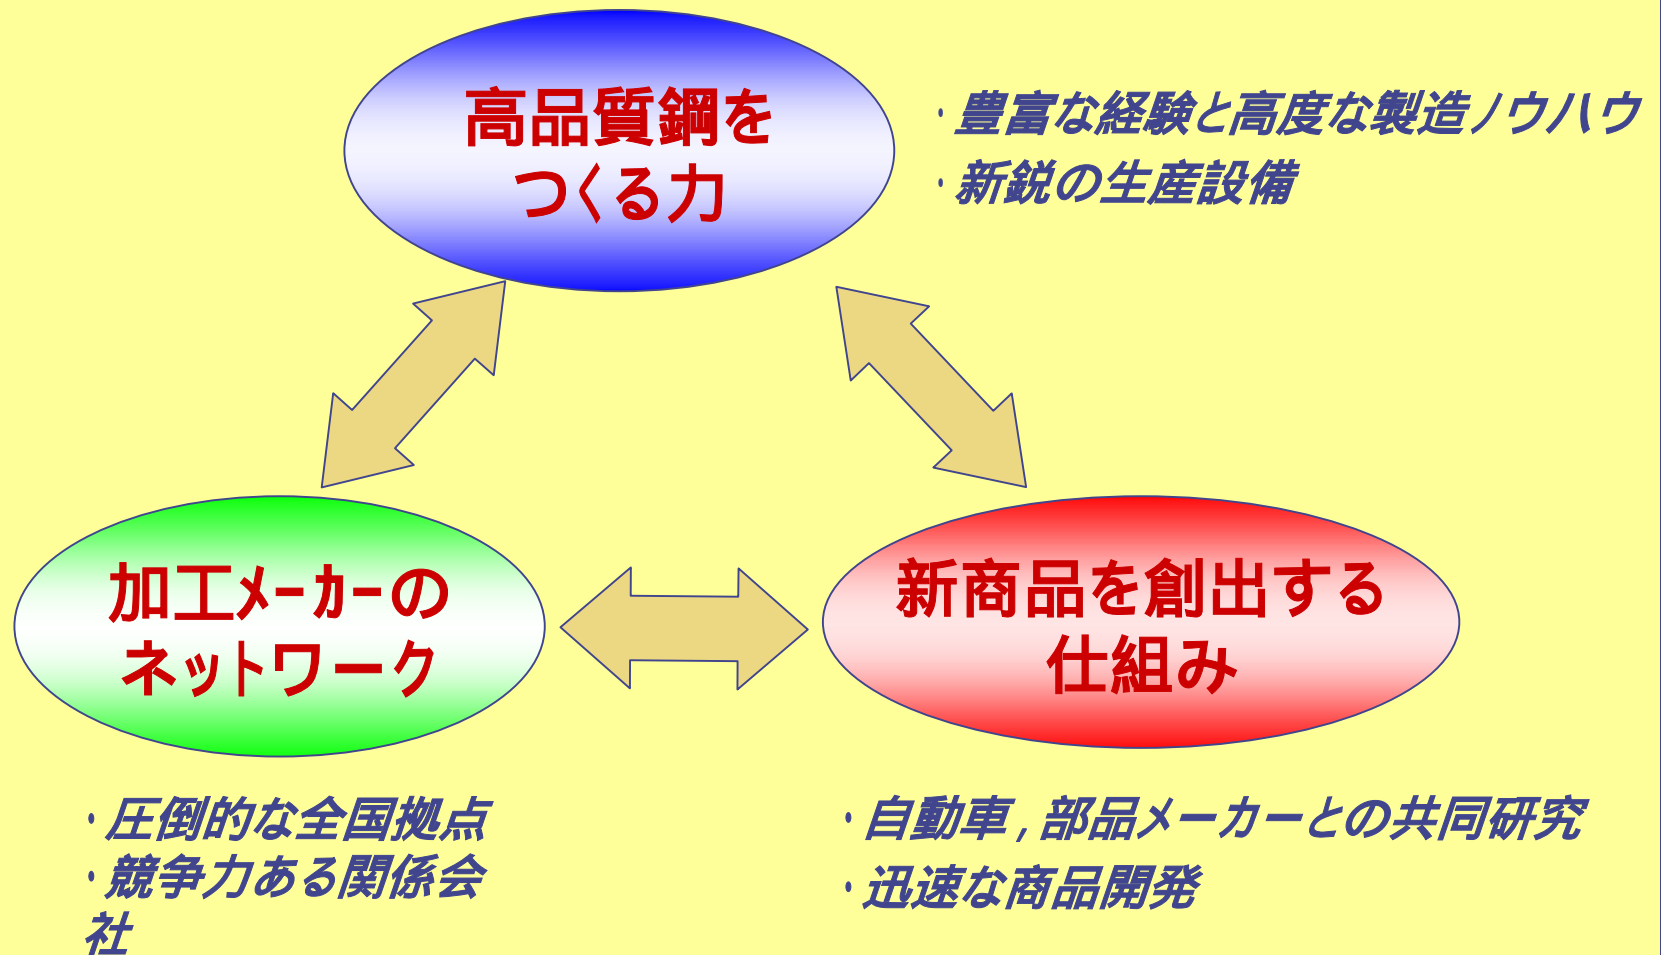 高品質鋼を
つくる力
・豊富な経験と高度な製造ノウハウ
・新鋭の生産設備
加工メーカーの
ネットワーク
新商品を創出する
仕組み
・圧倒的な全国拠点
・競争力ある関係会
社
・自動車,部品メーカーとの共同研究
・迅速な商品開発